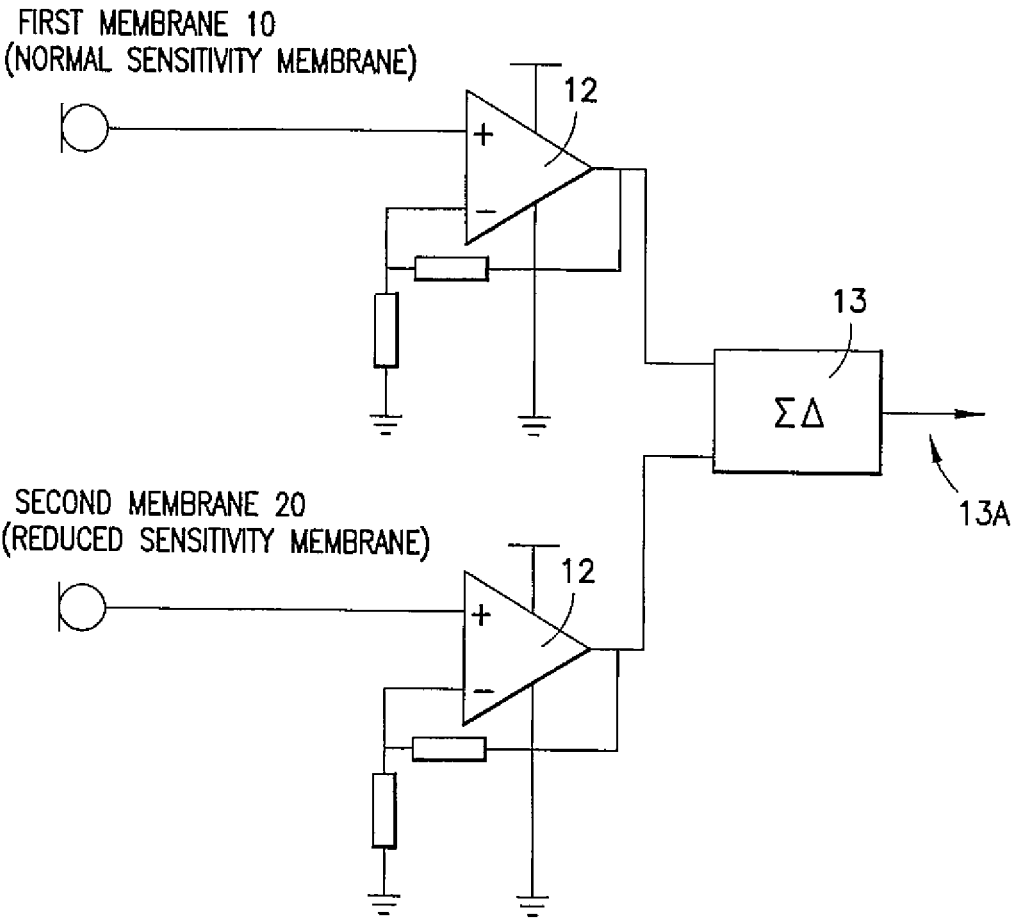 FIRST MEMBRANE 10
(NORMAL SENSITIVITY MEMBRANE)
12
+
−
13
ΣΔ
13A
SECOND MEMBRANE 20
(REDUCED SENSITIVITY MEMBRANE)
12
+
−